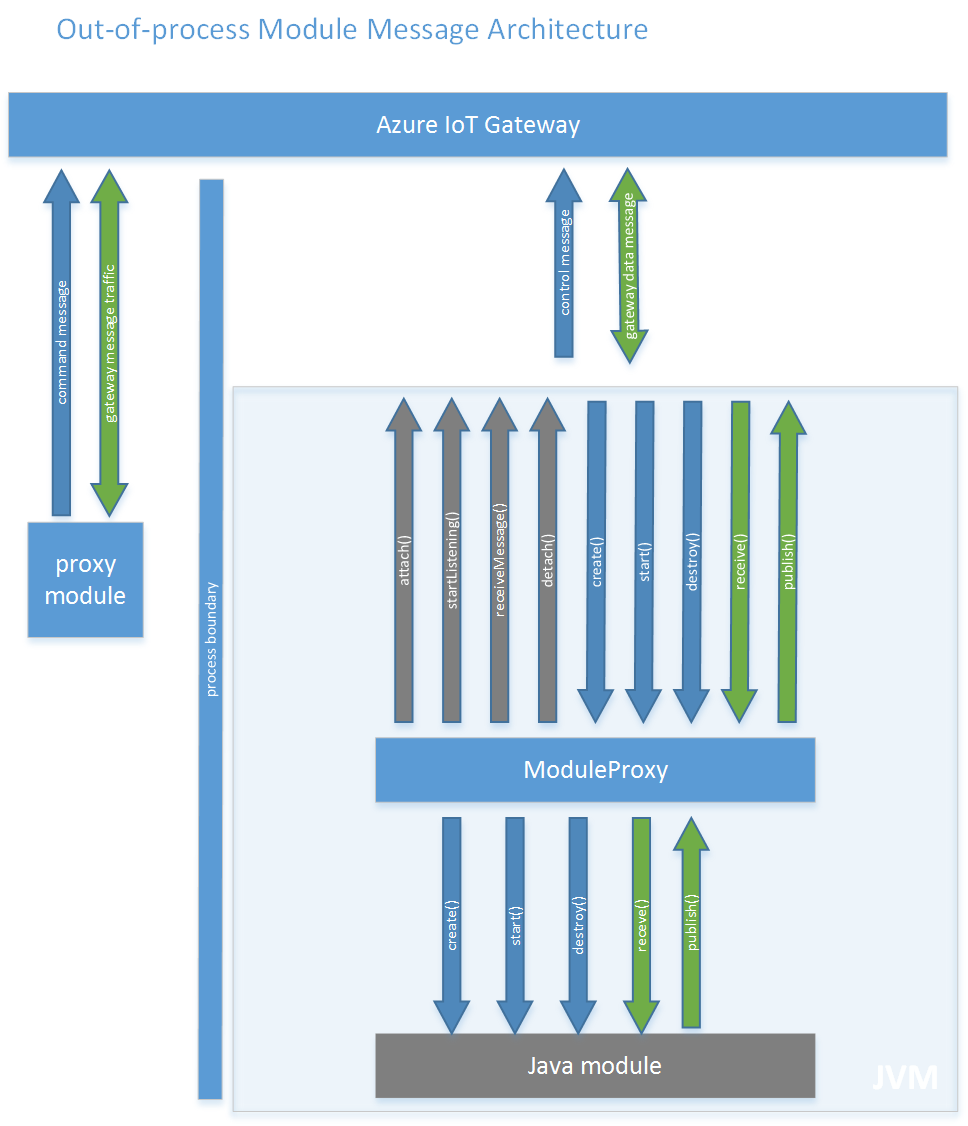 Out-of-process Module Message Architecture
Azure IoT Gateway
command message
gateway message traffic
control message
gateway data message
proxy
module
process boundary
attach()
startListening()
receiveMessage()
detach()
create()
start()
destroy()
receive()
publish()
ModuleProxy
create()
start()
destroy()
receve()
publish()
Java module
JVM